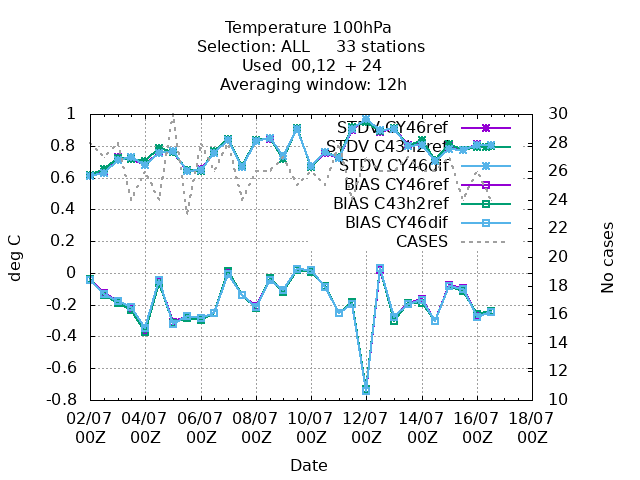 Temperature 100hPa
Selection: ALL 33 stations
Used 00,12 + 24
Averaging window: 12h
deg C
No cases
1
0.8
0.6
0.4
0.2
0
-0.2
-0.4
-0.6
-0.8
30
28
26
24
22
20
18
16
14
12
10
STDV CY46ref
STDV C43h2ref
STDV CY46dif
BIAS CY46ref
BIAS C43h2ref
BIAS CY46dif
CASES
02/07 04/07 06/07 08/07 10/07 12/07 14/07 16/07 18/07
00Z 00Z 00Z 00Z 00Z 00Z 00Z 00Z 00Z
Date